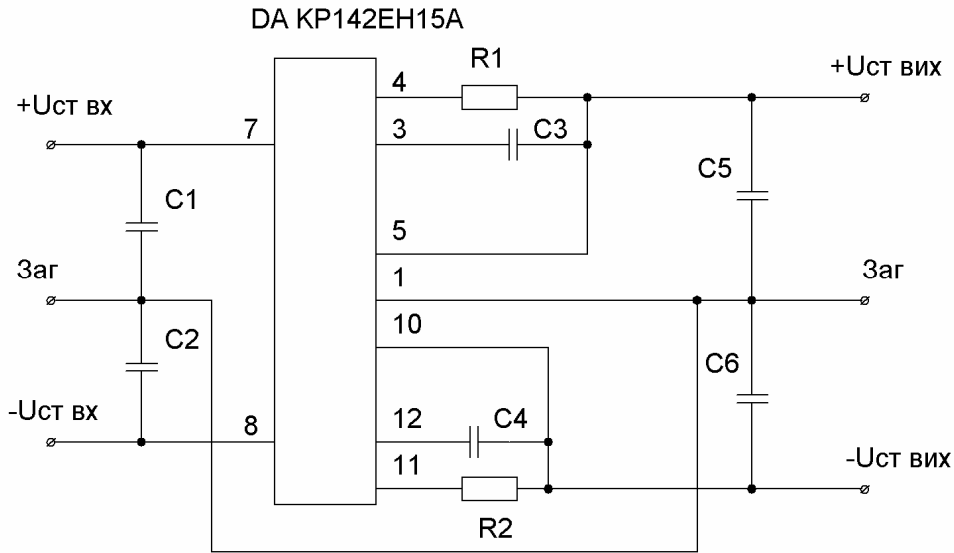 DA КР142ЕН15А
R1
+Uст вих
4
+Uст вх
7
3
C3
C5
C1
5
Заг
1
Заг
10
C2
C6
-Uст вх
8
12
C4
11
-Uст вих
R2